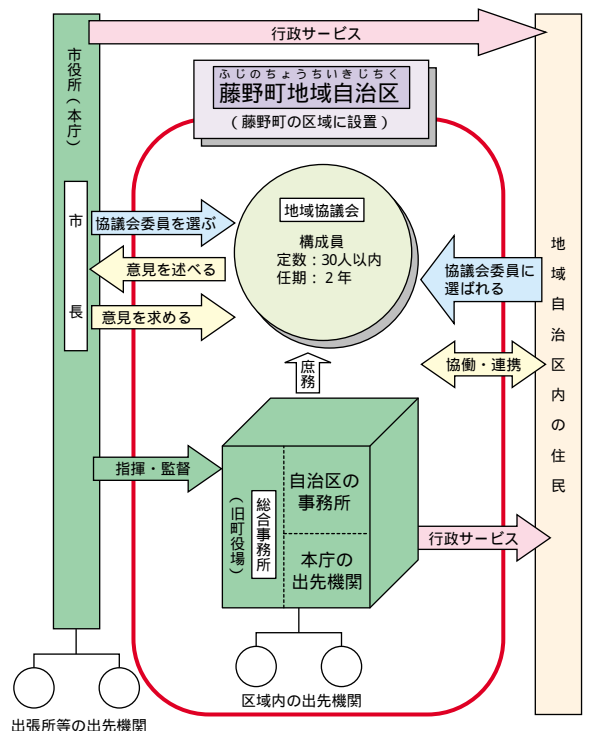 行政サービス
市役所(本庁)
ふじのちょうちいきじちく
藤野町地域自治区
(藤野町の区域に設置)
市長
地域協議会
構成員
定数:30人以内
任期:2年
協議会委員を選ぶ
意見を述べる
意見を求める
協議会委員に
選ばれる
地域自治区内の住民
協働・連携
庶務
指揮・監督
自治区の
事務所
総合事務所
(旧町役場)
本庁の
出先機関
行政サービス
区域内の出先機関
出張所等の出先機関